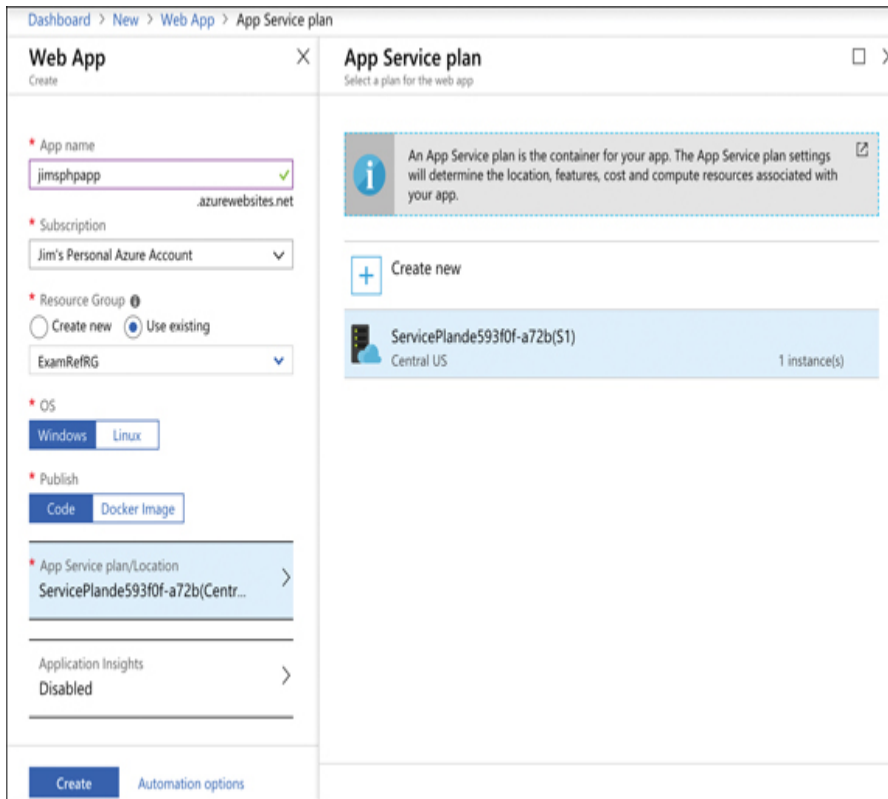 Dashboard > New > Web App > App Service plan
Web App
Create
* App name
jimsphpapp
.azurewebsites.net
* Subscription
Jim's Personal Azure Account
* Resource Group
Create new
Use existing
ExamRefRG
* OS
Windows
Linux
* Publish
Code
Docker Image
* App Service plan/Location
ServicePlande593f0f-a72b(Centr...
Application Insights
Disabled
Create
Automation options
App Service plan
Select a plan for the web app
An App Service plan is the container for your app. The App Service plan settings
will determine the location, features, cost and compute resources associated with
your app.
Create new
ServicePlande593f0f-a72b(S1)
Central US
1 instance(s)